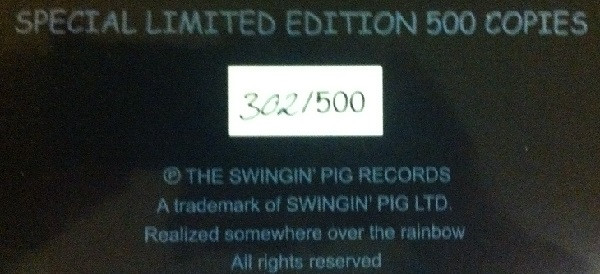 SPECIAL LIMITED EDITION 500 COPIES
302/500
℗ THE SWINGIN' PIG RECORDS
A trademark of SWINGIN' PIG LTD.
Realized somewhere over the rainbow
All rights reserved